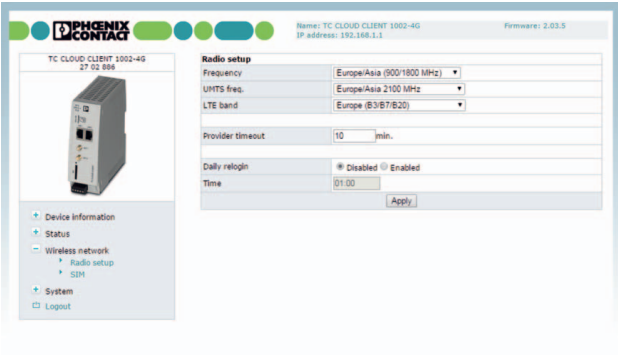 PHŒNIX
CONTACT
Name: TC CLOUD CLIENT 1002-4G
IP address: 192.168.1.1
Firmware: 2.03.5
TC CLOUD CLIENT 1002-4G
27 02 886
Device information
Status
Wireless network
Radio setup
SIM
System
Logout
Radio setup
Frequency Europe/Asia (900/1800 MHz)
UMTS freq. Europe/Asia 2100 MHz
LTE band Europe (B3/B7/B20)
Provider timeout 10 min.
Daily relogin Disabled Enabled
Time 01:00
Apply